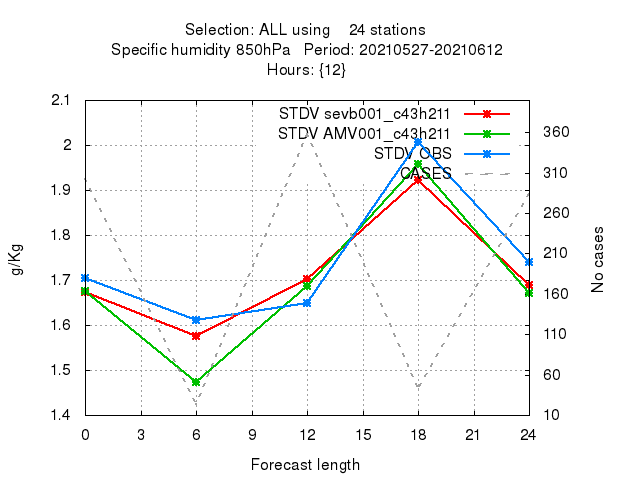 Selection: ALL using 24 stations
Specific humidity 850hPa Period: 20210527-20210612
Hours: {12}
STDV sevb001_c43h211
STDV AMV001_c43h211
STDV OBS
CASES
2.1
2
1.9
1.8
1.7
1.6
1.5
1.4
g/Kg
360
310
260
210
160
110
60
10
No cases
0 3 6 9 12 15 18 21 24
Forecast length